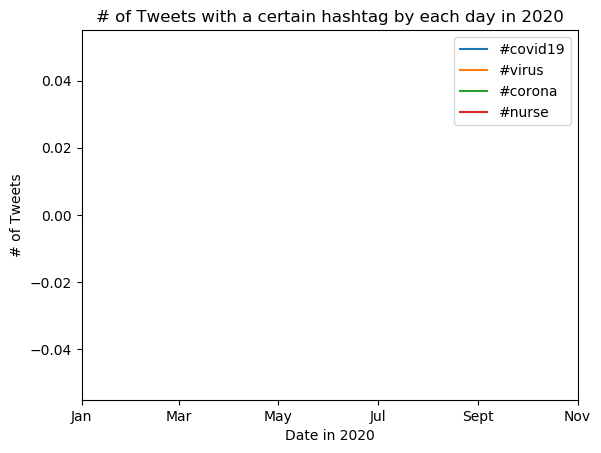 # of Tweets with a certain hashtag by each day in 2020
#covid19
#virus
#corona
#nurse
0.04
0.02
0.00
−0.02
−0.04
# of Tweets
Jan Mar May Jul Sept Nov
Date in 2020